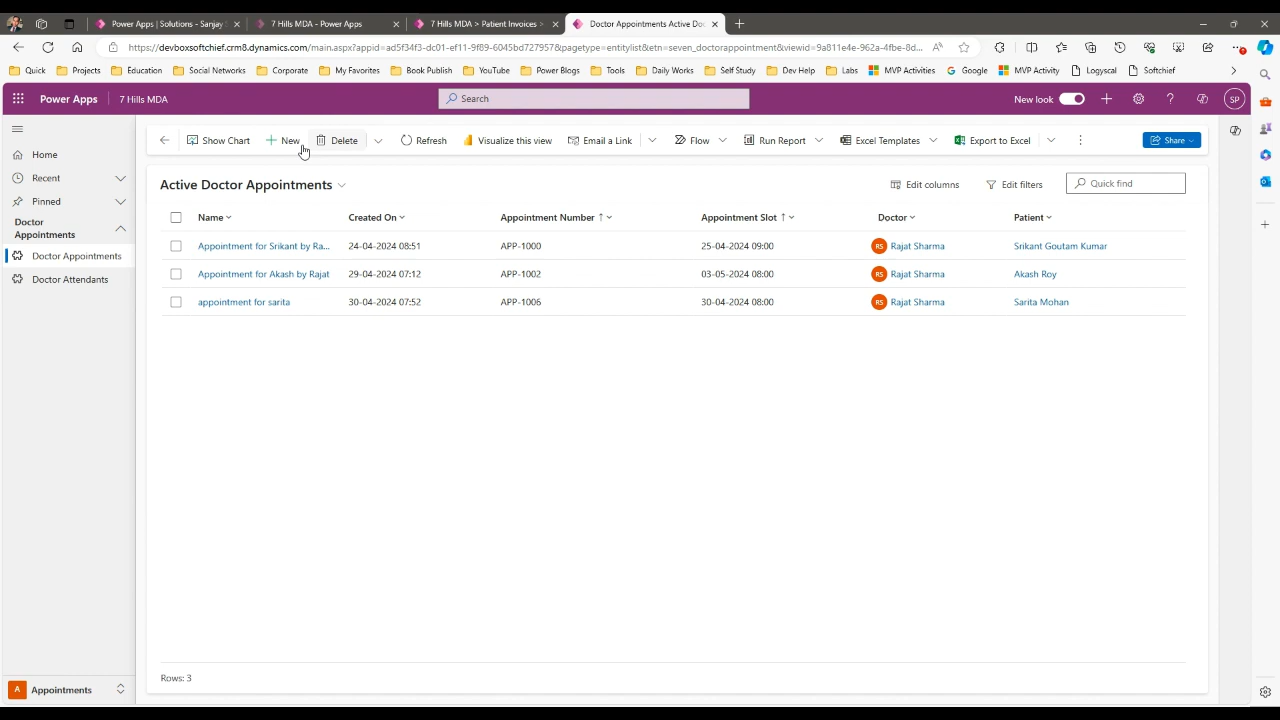 Power Apps | Solutions - Sanjay
7 Hills MDA - Power Apps
7 Hills MDA > Patient Invoices >
Doctor Appointments Active Do
https://devboxsoftchief.crm8.dynamics.com/main.aspx?appid=ad5f34f3-dc01-ef11-9f89-6045bd727957&pagetype=entitylist&etn=seven_doctorappointment&viewid=9a811e4e-962a-4fbe-8d...
Quick Projects Education Social Networks Corporate My Favorites Book Publish YouTube Power Blogs Tools Daily Works Self Study Dev Help Labs MVP Activities Google MVP Activity Logyscal Softchief
Power Apps 7 Hills MDA Search New look SP
Show Chart New Delete Refresh Visualize this view Email a Link Flow Run Report Excel Templates Export to Excel Share
Home
Recent
Pinned
Doctor
Appointments
Doctor Appointments
Doctor Attendants
Active Doctor Appointments Edit columns Edit filters Quick find
Name Created On Appointment Number Appointment Slot Doctor Patient
Appointment for Srikant by Ra... 24-04-2024 08:51 APP-1000 25-04-2024 09:00 RS Rajat Sharma Srikant Goutam Kumar
Appointment for Akash by Rajat 29-04-2024 07:12 APP-1002 03-05-2024 08:00 RS Rajat Sharma Akash Roy
appointment for sarita 30-04-2024 07:52 APP-1006 30-04-2024 08:00 RS Rajat Sharma Sarita Mohan
Rows: 3
A Appointments